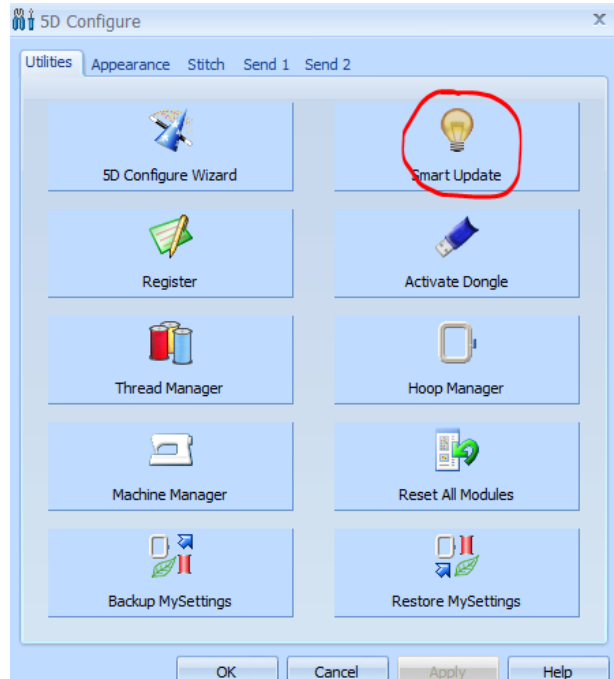 5D Configure
Utilities Appearance Stitch Send 1 Send 2
5D Configure Wizard Smart Update
Register Activate Dongle
Thread Manager Hoop Manager
Machine Manager Reset All Modules
Backup MySettings Restore MySettings
OK Cancel Apply Help